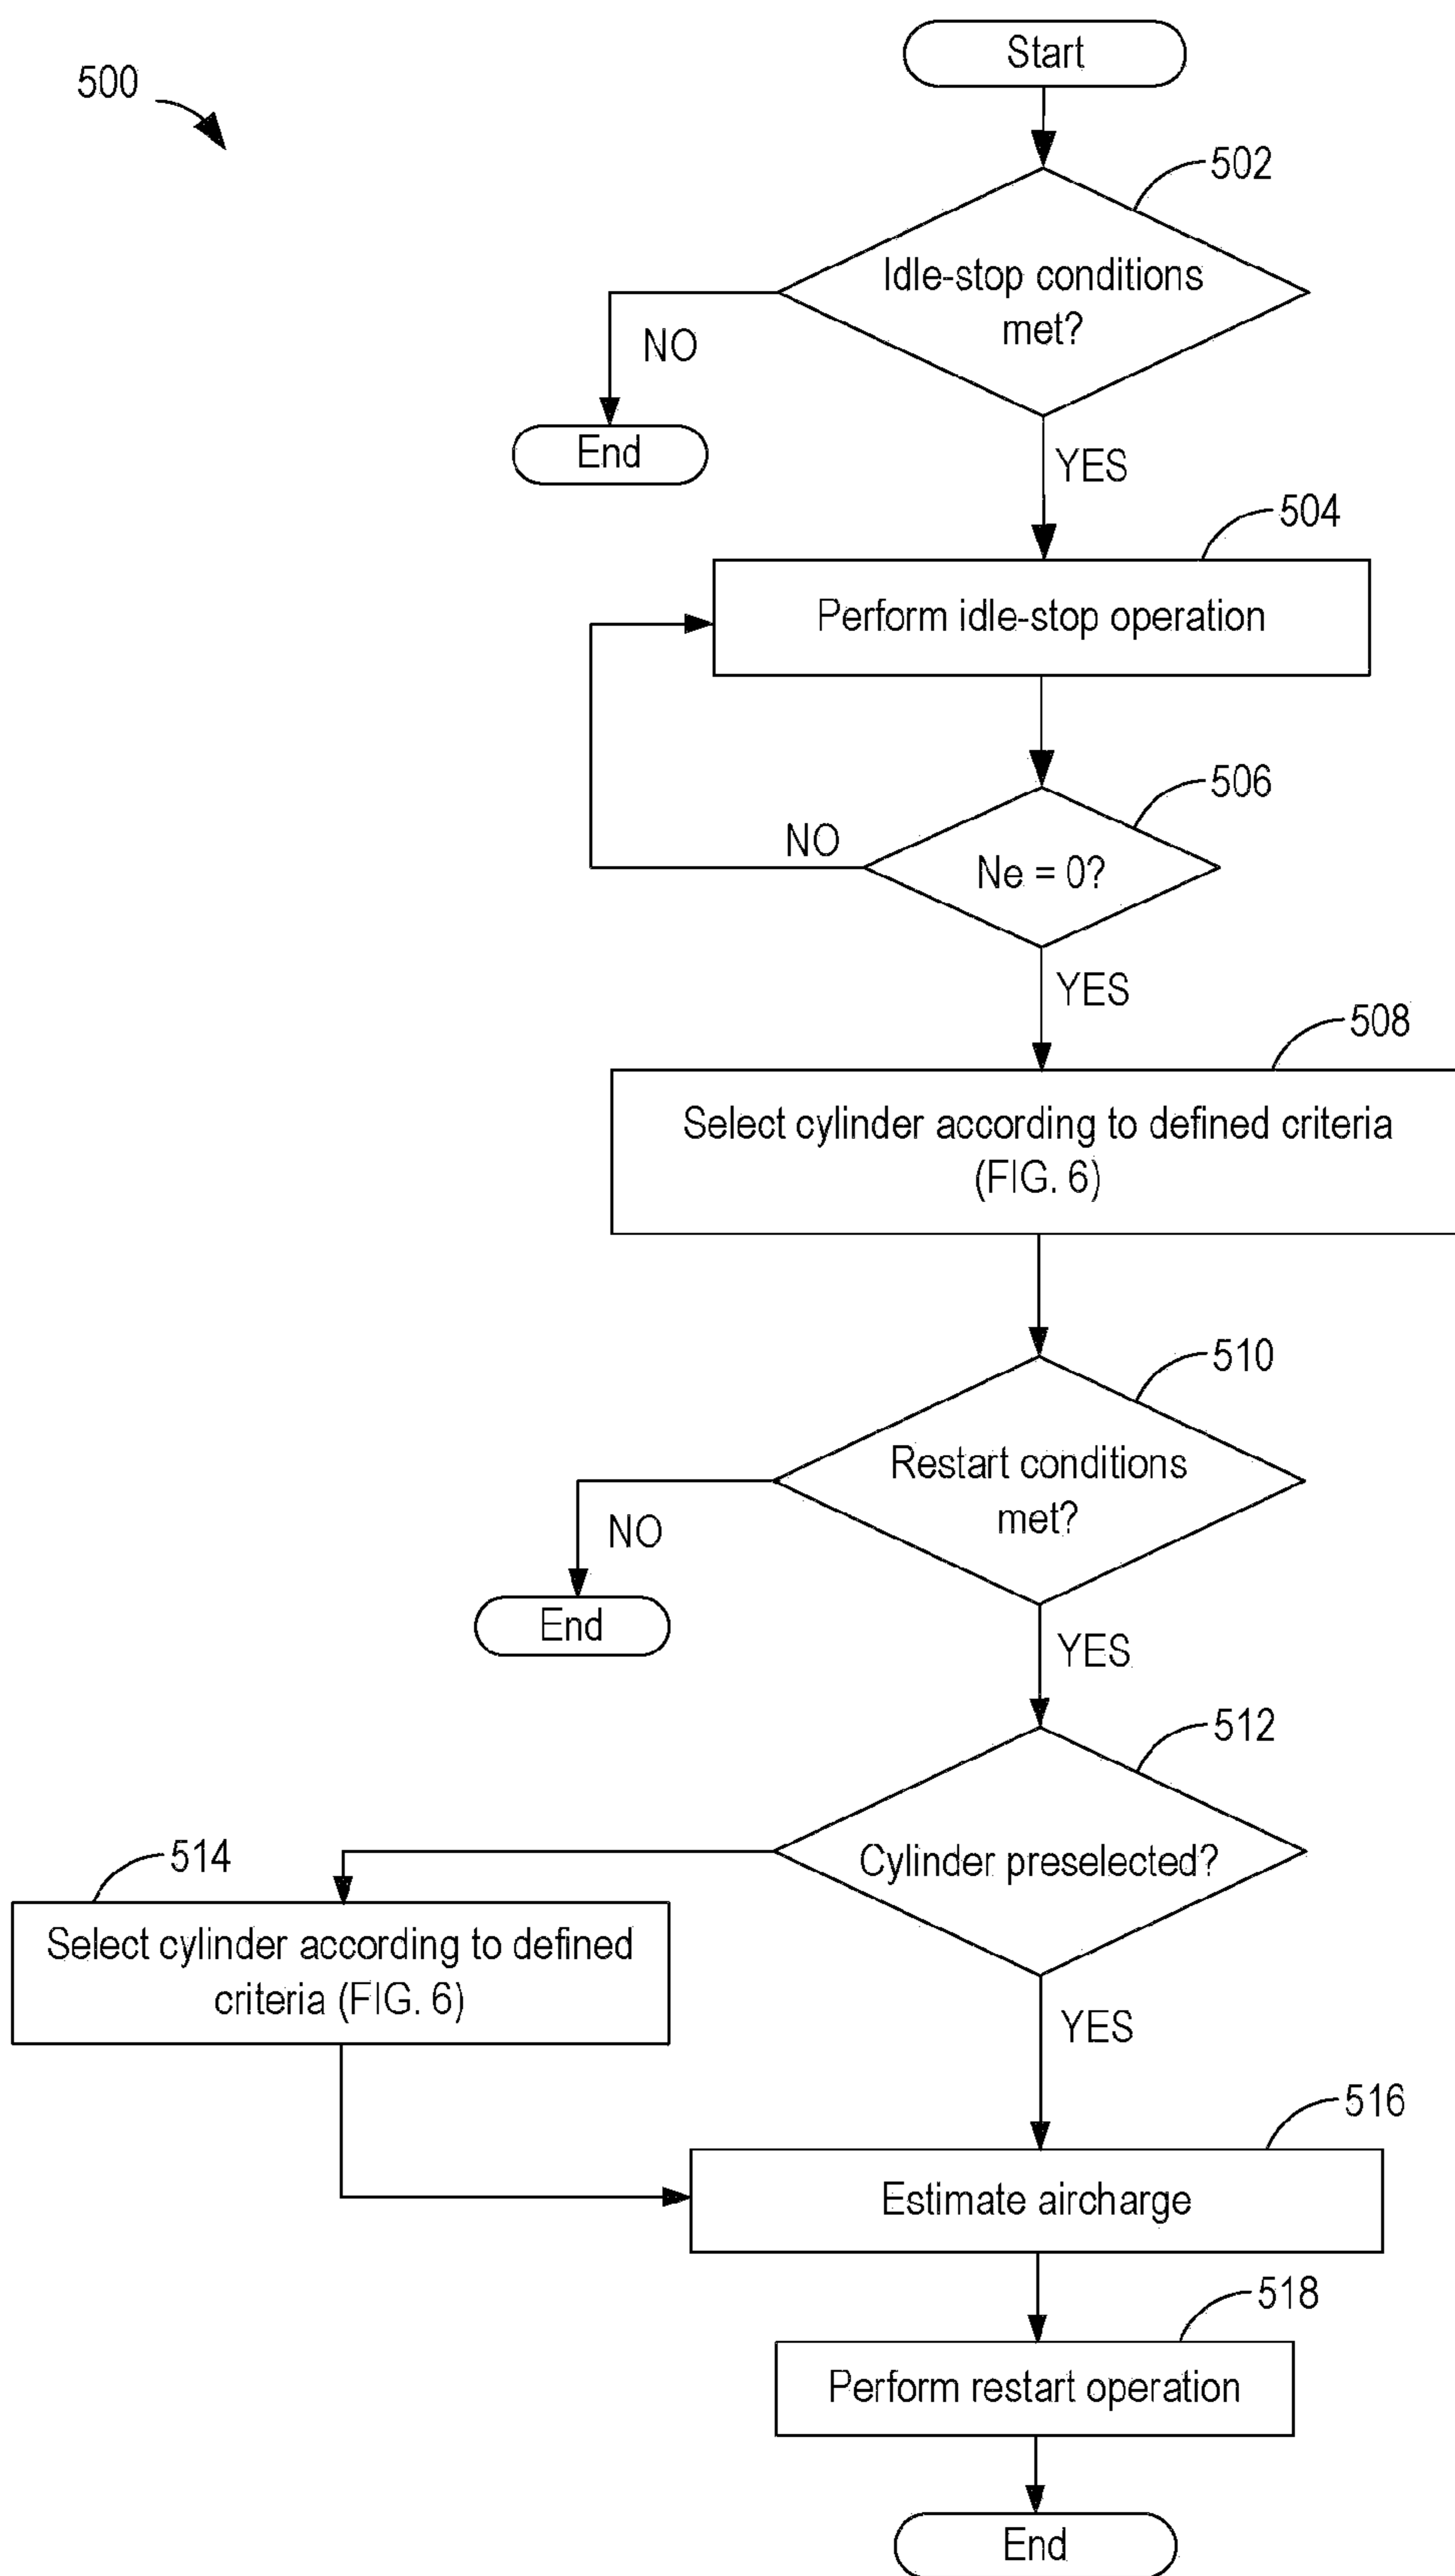 500
Start
502
Idle-stop conditions
met?
NO
End
YES
504
Perform idle-stop operation
506
NO
Ne = 0?
YES
508
Select cylinder according to defined criteria
(FIG. 6)
510
Restart conditions
met?
NO
End
YES
512
Cylinder preselected?
514
Select cylinder according to defined
criteria (FIG. 6)
YES
516
Estimate aircharge
518
Perform restart operation
End